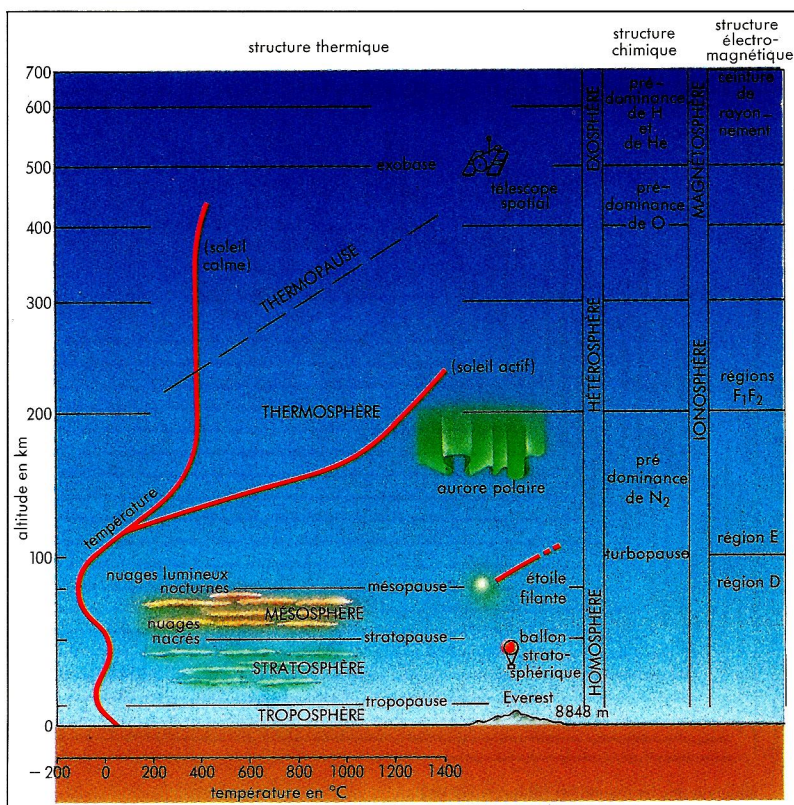 structure thermique
structure
chimique
structure
électro-
magnétique
700
600
500
400
300
200
100
0
altitude en km
exobase
télescope
spatial
(soleil
calme)
THERMOPAUSE
(soleil actif)
THERMOSPHÈRE
aurore polaire
température
nuages lumineux
nocturnes
mésopause
étoile
filante
MÉSOSPHÈRE
nuages
nacrés
stratopause
ballon
strato-
sphérique
STRATOSPHÈRE
tropopause
Everest
8848 m
TROPOSPHÈRE
EXOSPHÈRE
HÉTÉROSPHÈRE
HOMOSPHÈRE
pré-
dominance
de H
et
de He
pré-
dominance
de O
pré
dominance
de N2
turbopause
MAGNÉTOSPHÈRE
IONOSPHÈRE
ceinture
de
rayon-
nement
régions
F1F2
région E
région D
-200 0 200 400 600 800 1000 1200 1400
température en °C